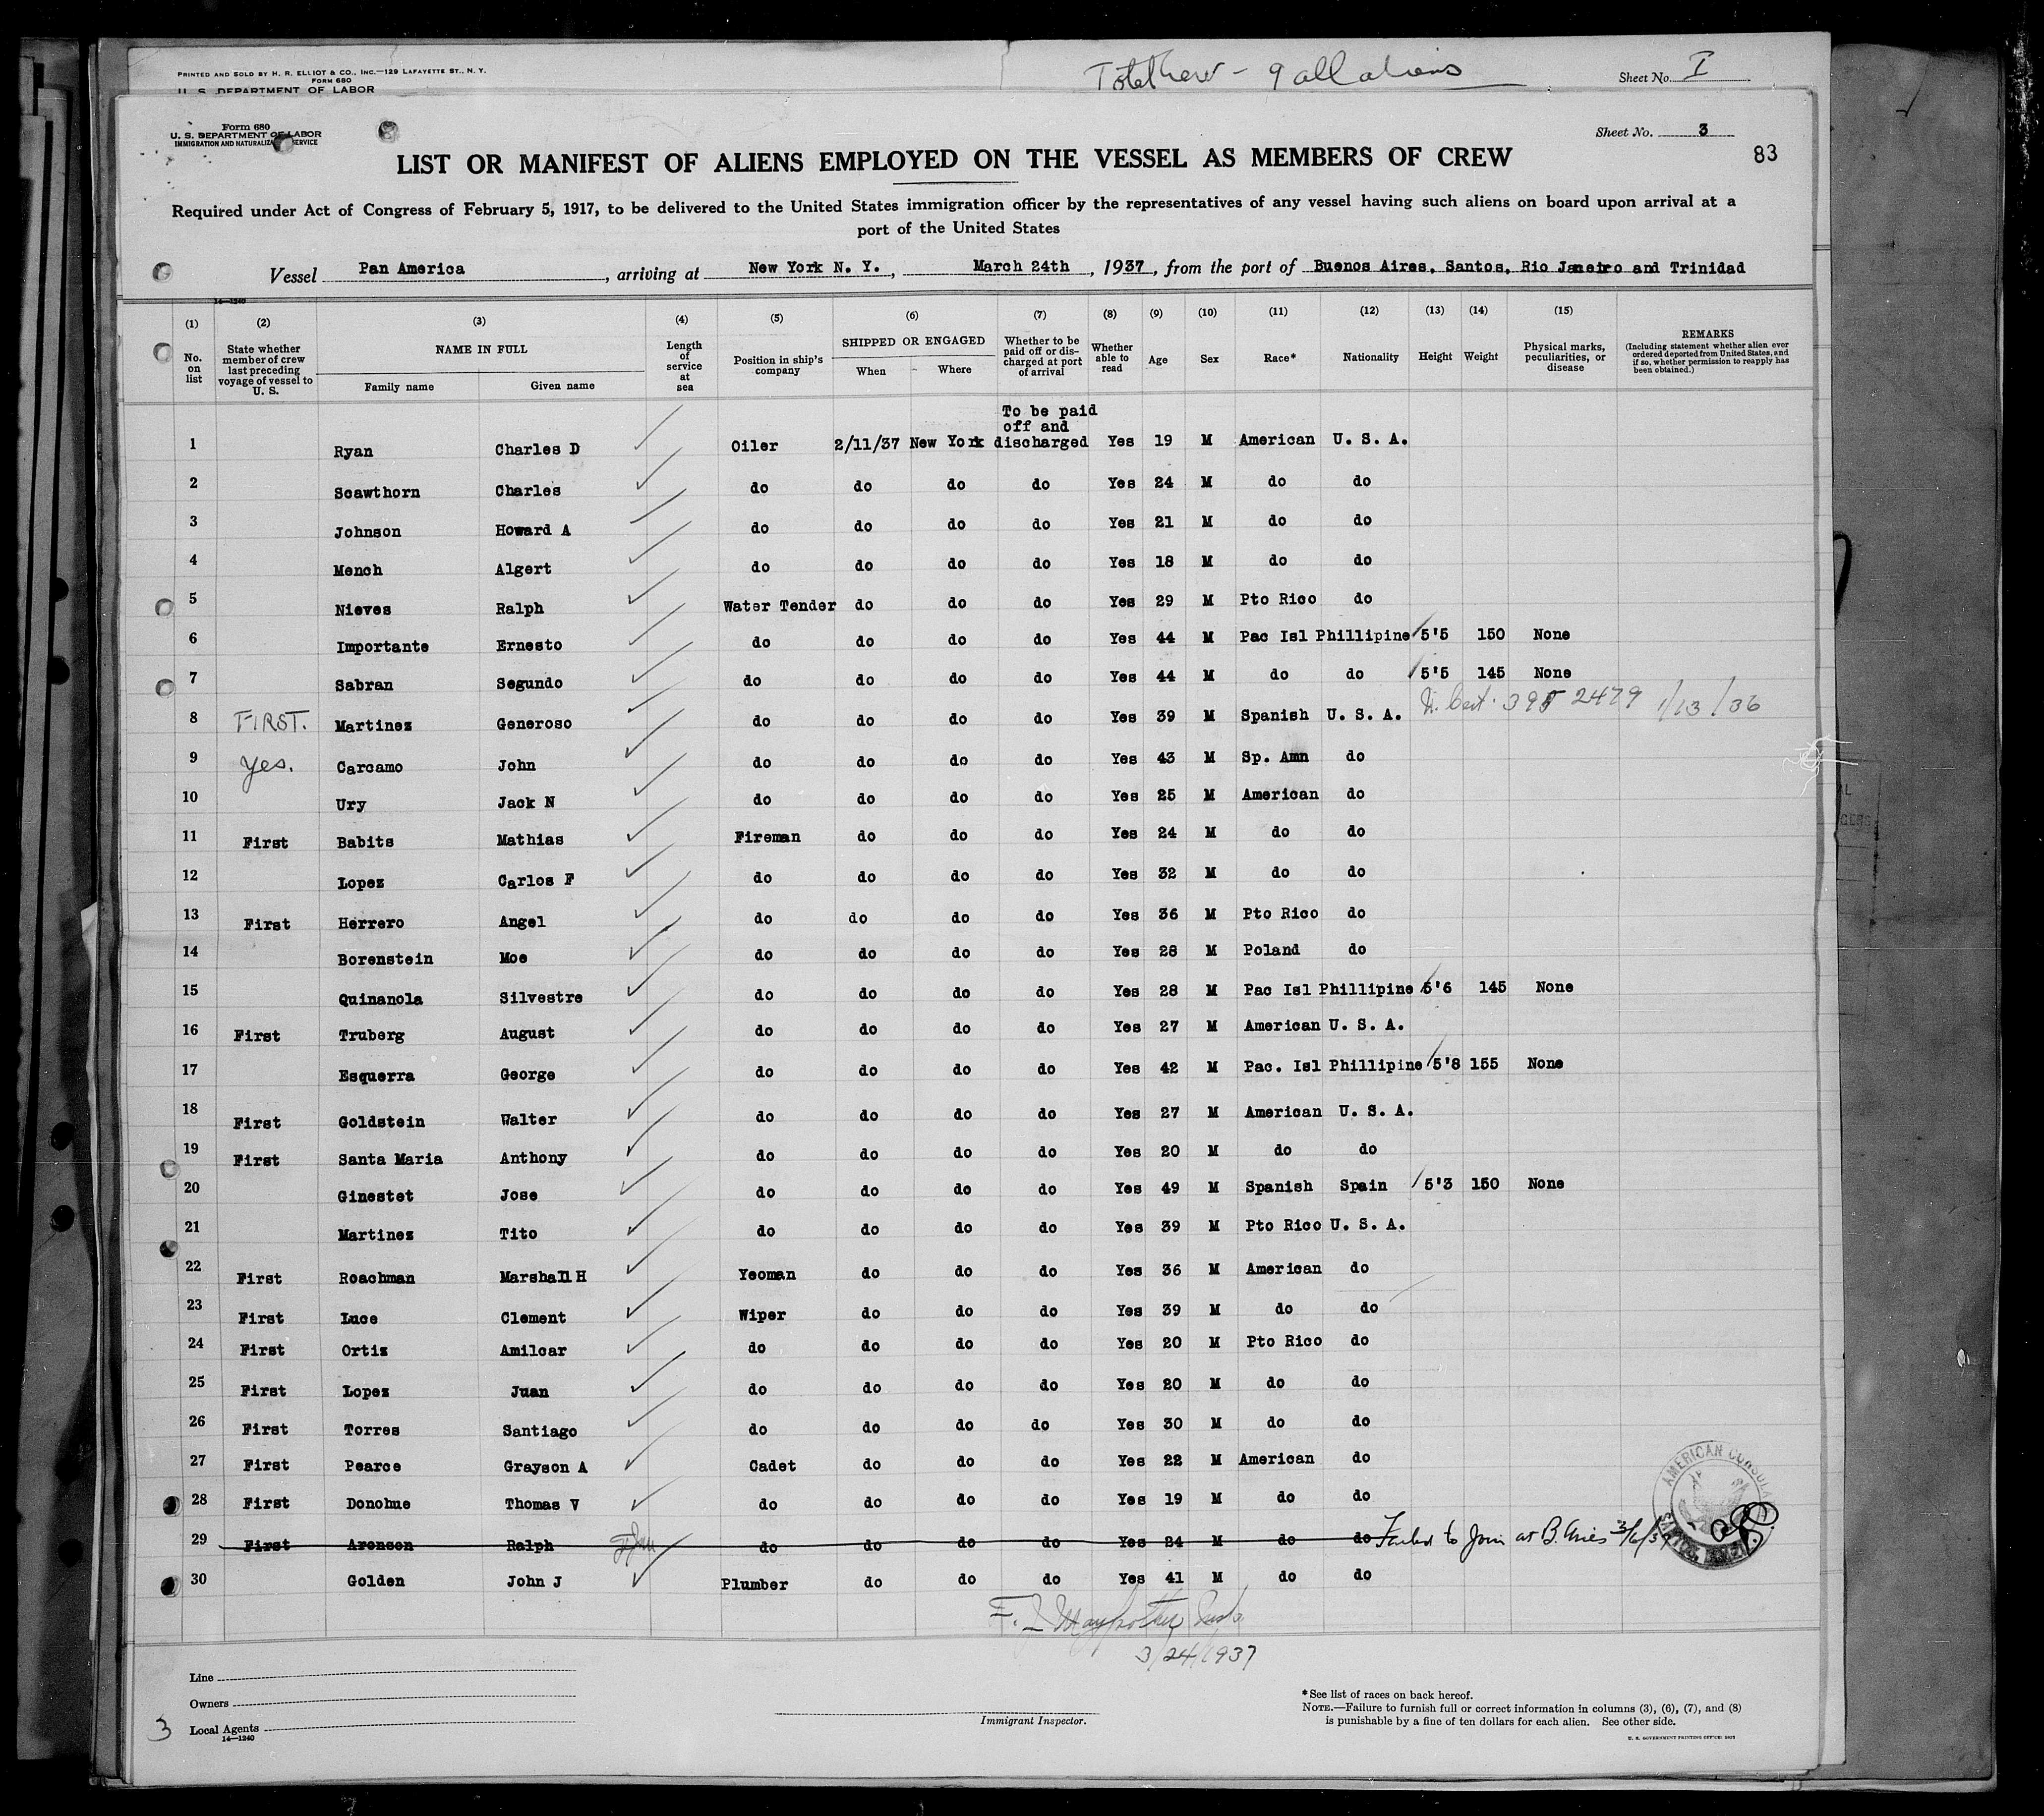 PRINTED AND SOLD BY H. R. ELLIOT & CO., INC.—129 LAFAYETTE ST., N. Y.
FORM 680
U. S. DEPARTMENT OF LABOR
Total crew - 9 all aliens
Sheet No. I
Form 680
U. S. DEPARTMENT OF LABOR
IMMIGRATION AND NATURALIZATION SERVICE
Sheet No. 3
83
LIST OR MANIFEST OF ALIENS EMPLOYED ON THE VESSEL AS MEMBERS OF CREW
Required under Act of Congress of February 5, 1917, to be delivered to the United States immigration officer by the representatives of any vessel having such aliens on board upon arrival at a
port of the United States
Vessel Pan America, arriving at New York N. Y., March 24th, 1937, from the port of Buenos Aires, Santos, Rio Janeiro and Trinidad
14—1240
(1) (2) (3) (4) (5) (6) (7) (8) (9) (10) (11) (12) (13) (14) (15)
No. on list
State whether member of crew last preceding voyage of vessel to U. S.
NAME IN FULL
Family name Given name
Length of service at sea
Position in ship's company
SHIPPED OR ENGAGED
When Where
Whether to be paid off or discharged at port of arrival
Whether able to read
Age
Sex
Race*
Nationality
Height
Weight
Physical marks, peculiarities, or disease
REMARKS
(Including statement whether alien ever ordered deported from United States, and if so, whether permission to reapply has been obtained.)
1 Ryan Charles D Oiler 2/11/37 New York To be paid off and discharged Yes 19 M American U. S. A.
2 Scawthorn Charles do do do do Yes 24 M do do
3 Johnson Howard A do do do do Yes 21 M do do
4 Mench Algert do do do do Yes 18 M do do
5 Nieves Ralph Water Tender do do do Yes 29 M Pto Rico do
6 Importante Ernesto do do do do Yes 44 M Pac Isl Phillipine 5'5 150 None
7 Sabran Segundo do do do do Yes 44 M do do 5'5 145 None
8 FIRST. Martinez Generoso do do do do Yes 39 M Spanish U. S. A. N. Cert. 395 2479 1/13/36
9 Yes. Carcamo John do do do do Yes 43 M Sp. Amn do
10 Ury Jack N do do do do Yes 25 M American do
11 First Babits Mathias Fireman do do do Yes 24 M do do
12 Lopez Carlos F do do do do Yes 32 M do do
13 First Herrero Angel do do do do Yes 36 M Pto Rico do
14 Borenstein Moe do do do do Yes 28 M Poland do
15 Quinanola Silvestre do do do do Yes 28 M Pac Isl Phillipine 5'6 145 None
16 First Truberg August do do do do Yes 27 M American U. S. A.
17 Esquerra George do do do do Yes 42 M Pac. Isl Phillipine 5'8 155 None
18 First Goldstein Walter do do do do Yes 27 M American U. S. A.
19 First Santa Maria Anthony do do do do Yes 20 M do do
20 Ginestet Jose do do do do Yes 49 M Spanish Spain 5'3 150 None
21 Martinez Tito do do do do Yes 39 M Pto Rico U. S. A.
22 First Roachman Marshall H Yeoman do do do Yes 36 M American do
23 First Luce Clement Wiper do do do Yes 39 M do do
24 First Ortiz Amilcar do do do do Yes 20 M Pto Rico do
25 First Lopez Juan do do do do Yes 20 M do do
26 First Torres Santiago do do do do Yes 30 M do do
27 First Pearce Grayson A Cadet do do do Yes 22 M American do
28 First Donohue Thomas V do do do do Yes 19 M do do
29 First Aronson Ralph do do do do Yes 24 M do do Failed to Join at B. Aires 3/6/37
30 Golden John J Plumber do do do Yes 41 M do do
AMERICAN CONSULATE
3/24/1937
Line
Owners
Local Agents
14—1240
3
Immigrant Inspector.
*See list of races on back hereof.
NOTE.—Failure to furnish full or correct information in columns (3), (6), (7), and (8)
is punishable by a fine of ten dollars for each alien. See other side.